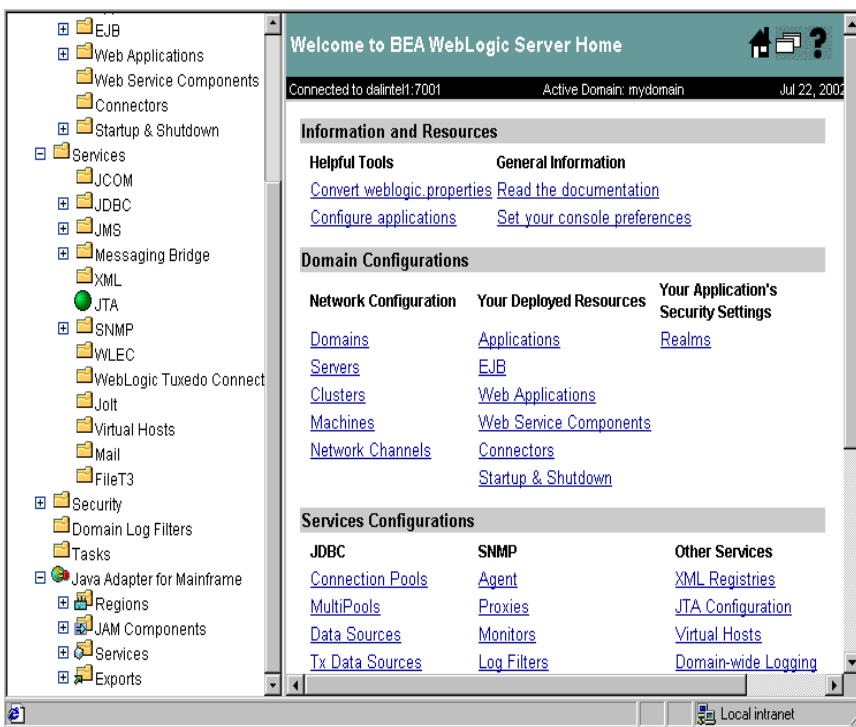 EJB
Web Applications
Web Service Components
Connectors
Startup & Shutdown
Services
JCOM
JDBC
JMS
Messaging Bridge
XML
JTA
SNMP
WLEC
WebLogic Tuxedo Connect
Jolt
Virtual Hosts
Mail
FileT3
Security
Domain Log Filters
Tasks
Java Adapter for Mainframe
Regions
JAM Components
Services
Exports
Welcome to BEA WebLogic Server Home
Connected to dalintel1:7001 Active Domain: mydomain Jul 22, 2002
Information and Resources
Helpful Tools General Information
Convert weblogic.properties Read the documentation
Configure applications Set your console preferences
Domain Configurations
Network Configuration Your Deployed Resources Your Application's Security Settings
Domains Applications Realms
Servers EJB
Clusters Web Applications
Machines Web Service Components
Network Channels Connectors
Startup & Shutdown
Services Configurations
JDBC SNMP Other Services
Connection Pools Agent XML Registries
MultiPools Proxies JTA Configuration
Data Sources Monitors Virtual Hosts
Tx Data Sources Log Filters Domain-wide Logging
Local intranet